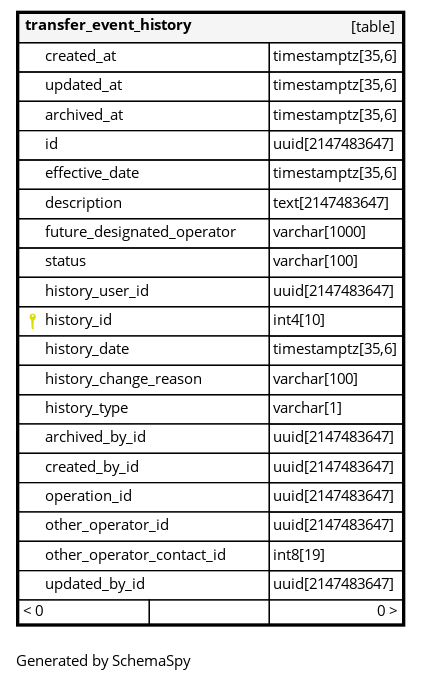 transfer_event_history [table]
created_at timestamptz[35,6]
updated_at timestamptz[35,6]
archived_at timestamptz[35,6]
id uuid[2147483647]
effective_date timestamptz[35,6]
description text[2147483647]
future_designated_operator varchar[1000]
status varchar[100]
history_user_id uuid[2147483647]
history_id int4[10]
history_date timestamptz[35,6]
history_change_reason varchar[100]
history_type varchar[1]
archived_by_id uuid[2147483647]
created_by_id uuid[2147483647]
operation_id uuid[2147483647]
other_operator_id uuid[2147483647]
other_operator_contact_id int8[19]
updated_by_id uuid[2147483647]
< 0 0 >
Generated by SchemaSpy